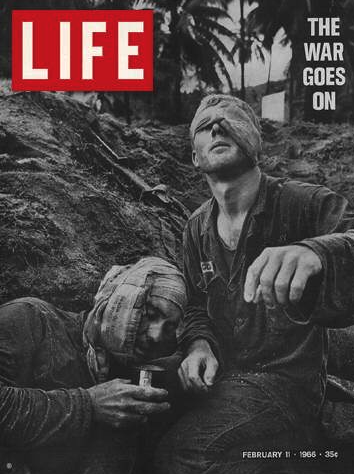 LIFE
THE
WAR
GOES
ON
FEBRUARY 11 · 1966 · 35¢